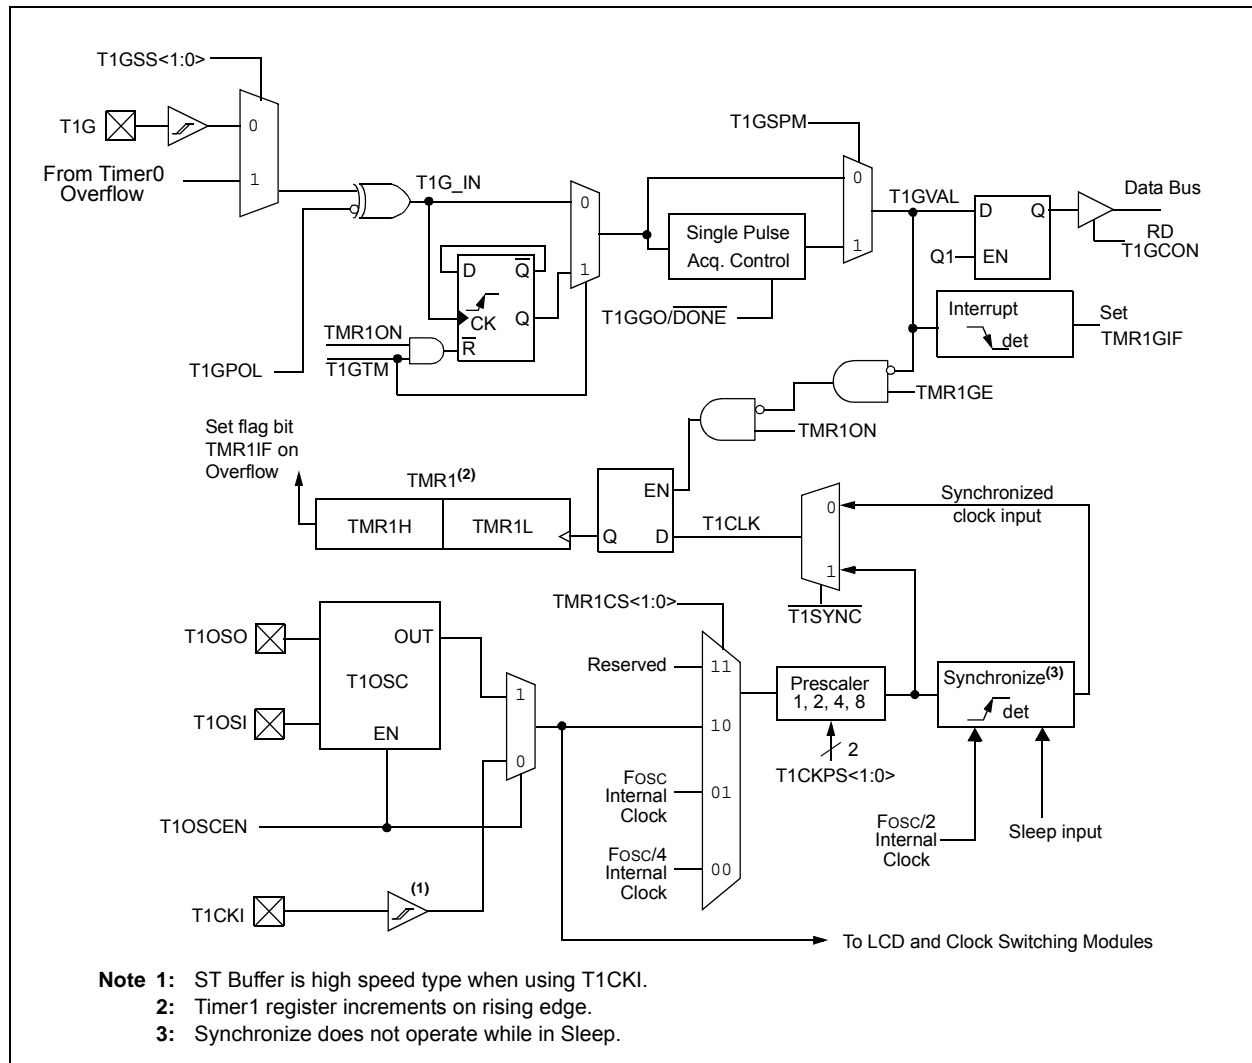 T1GSS<1:0>
T1G
0
From Timer0
Overflow
1
T1G_IN
T1GSPM
0
1
0
1
Single Pulse
Acq. Control
T1GVAL
D
Q
Q1
EN
Data Bus
RD
T1GCON
D
Q
CK
Q
R
TMR1ON
T1GTM
T1GPOL
T1GGO/DONE
Interrupt
det
Set
TMR1GIF
TMR1GE
TMR1ON
Set flag bit
TMR1IF on
Overflow
TMR1(2)
TMR1H
TMR1L
EN
Q
D
T1CLK
0
1
Synchronized
clock input
T1SYNC
TMR1CS<1:0>
T1OSO
OUT
T1OSC
T1OSI
EN
1
0
Reserved
11
10
FOSC
Internal
Clock
01
FOSC/4
Internal
Clock
00
Prescaler
1, 2, 4, 8
2
T1CKPS<1:0>
Synchronize(3)
det
FOSC/2
Internal
Clock
Sleep input
T1OSCEN
(1)
T1CKI
To LCD and Clock Switching Modules
Note 1: ST Buffer is high speed type when using T1CKI.
2: Timer1 register increments on rising edge.
3: Synchronize does not operate while in Sleep.